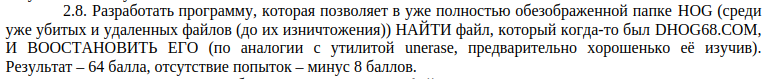 2.8. Разработать программу, которая позволяет в уже полностью обезображенной папке HOG (среди
уже убитых и удаленных файлов (до их изничтожения)) НАЙТИ файл, который когда-то был DHOG68.COM,
И ВООСТАНОВИТЬ ЕГО (по аналогии с утилитой unerase, предварительно хорошенько её изучив).
Результат – 64 балла, отсутствие попыток – минус 8 баллов.